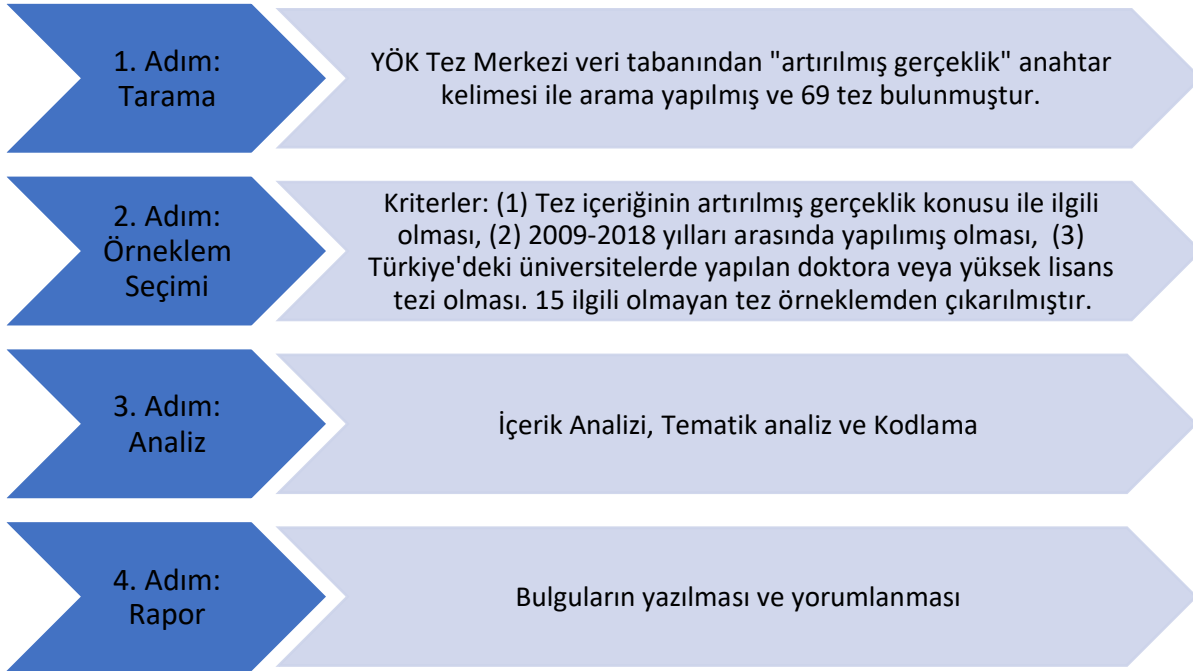 1. Adım:
Tarama
YÖK Tez Merkezi veri tabanından "artırılmış gerçeklik" anahtar
kelimesi ile arama yapılmış ve 69 tez bulunmuştur.
2. Adım:
Örneklem
Seçimi
Kriterler: (1) Tez içeriğinin artırılmış gerçeklik konusu ile ilgili
olması, (2) 2009-2018 yılları arasında yapılımış olması, (3)
Türkiye'deki üniversitelerde yapılan doktora veya yüksek lisans
tezi olması. 15 ilgili olmayan tez örneklemden çıkarılmıştır.
3. Adım:
Analiz
İçerik Analizi, Tematik analiz ve Kodlama
4. Adım:
Rapor
Bulguların yazılması ve yorumlanması